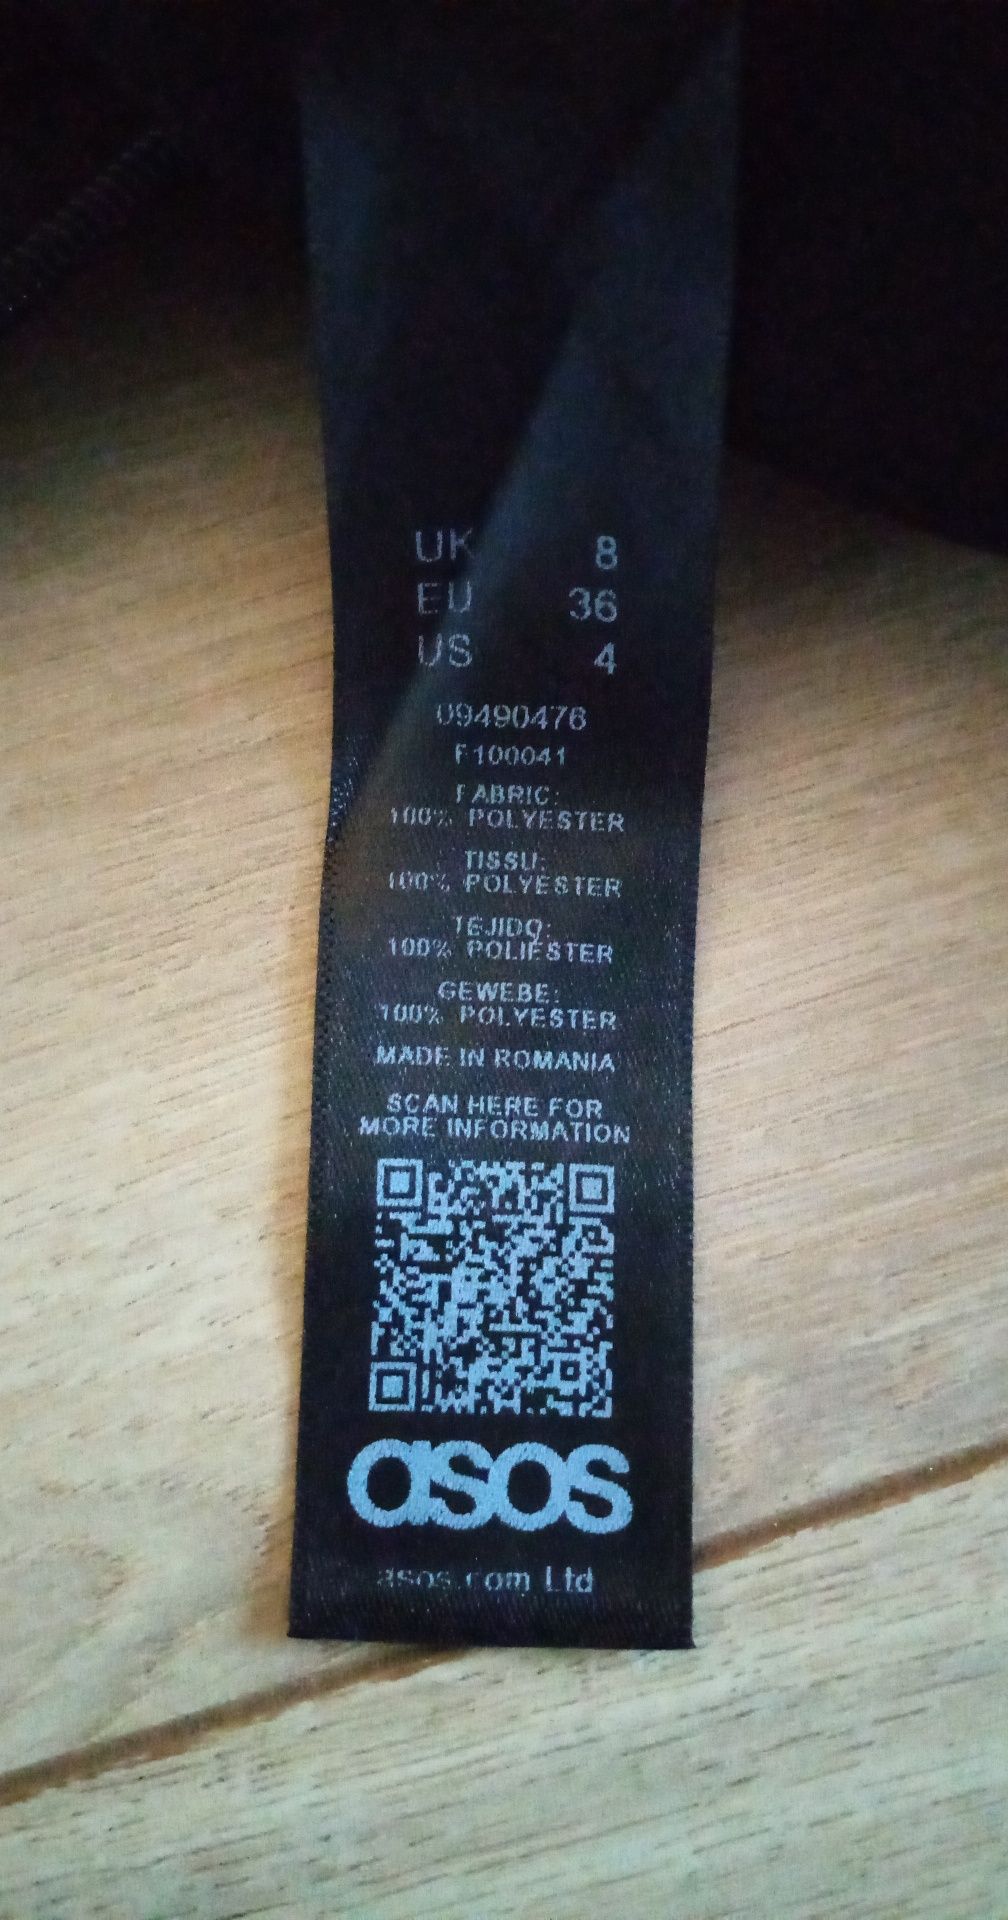 UK 8
EU 36
US 4
09490476
F100041
FABRIC:
100% POLYESTER
TISSU:
100% POLYESTER
TEJIDO:
100% POLIÉSTER
GEWEBE:
100% POLYESTER
MADE IN ROMANIA
SCAN HERE FOR
MORE INFORMATION
asos
asos.com Ltd